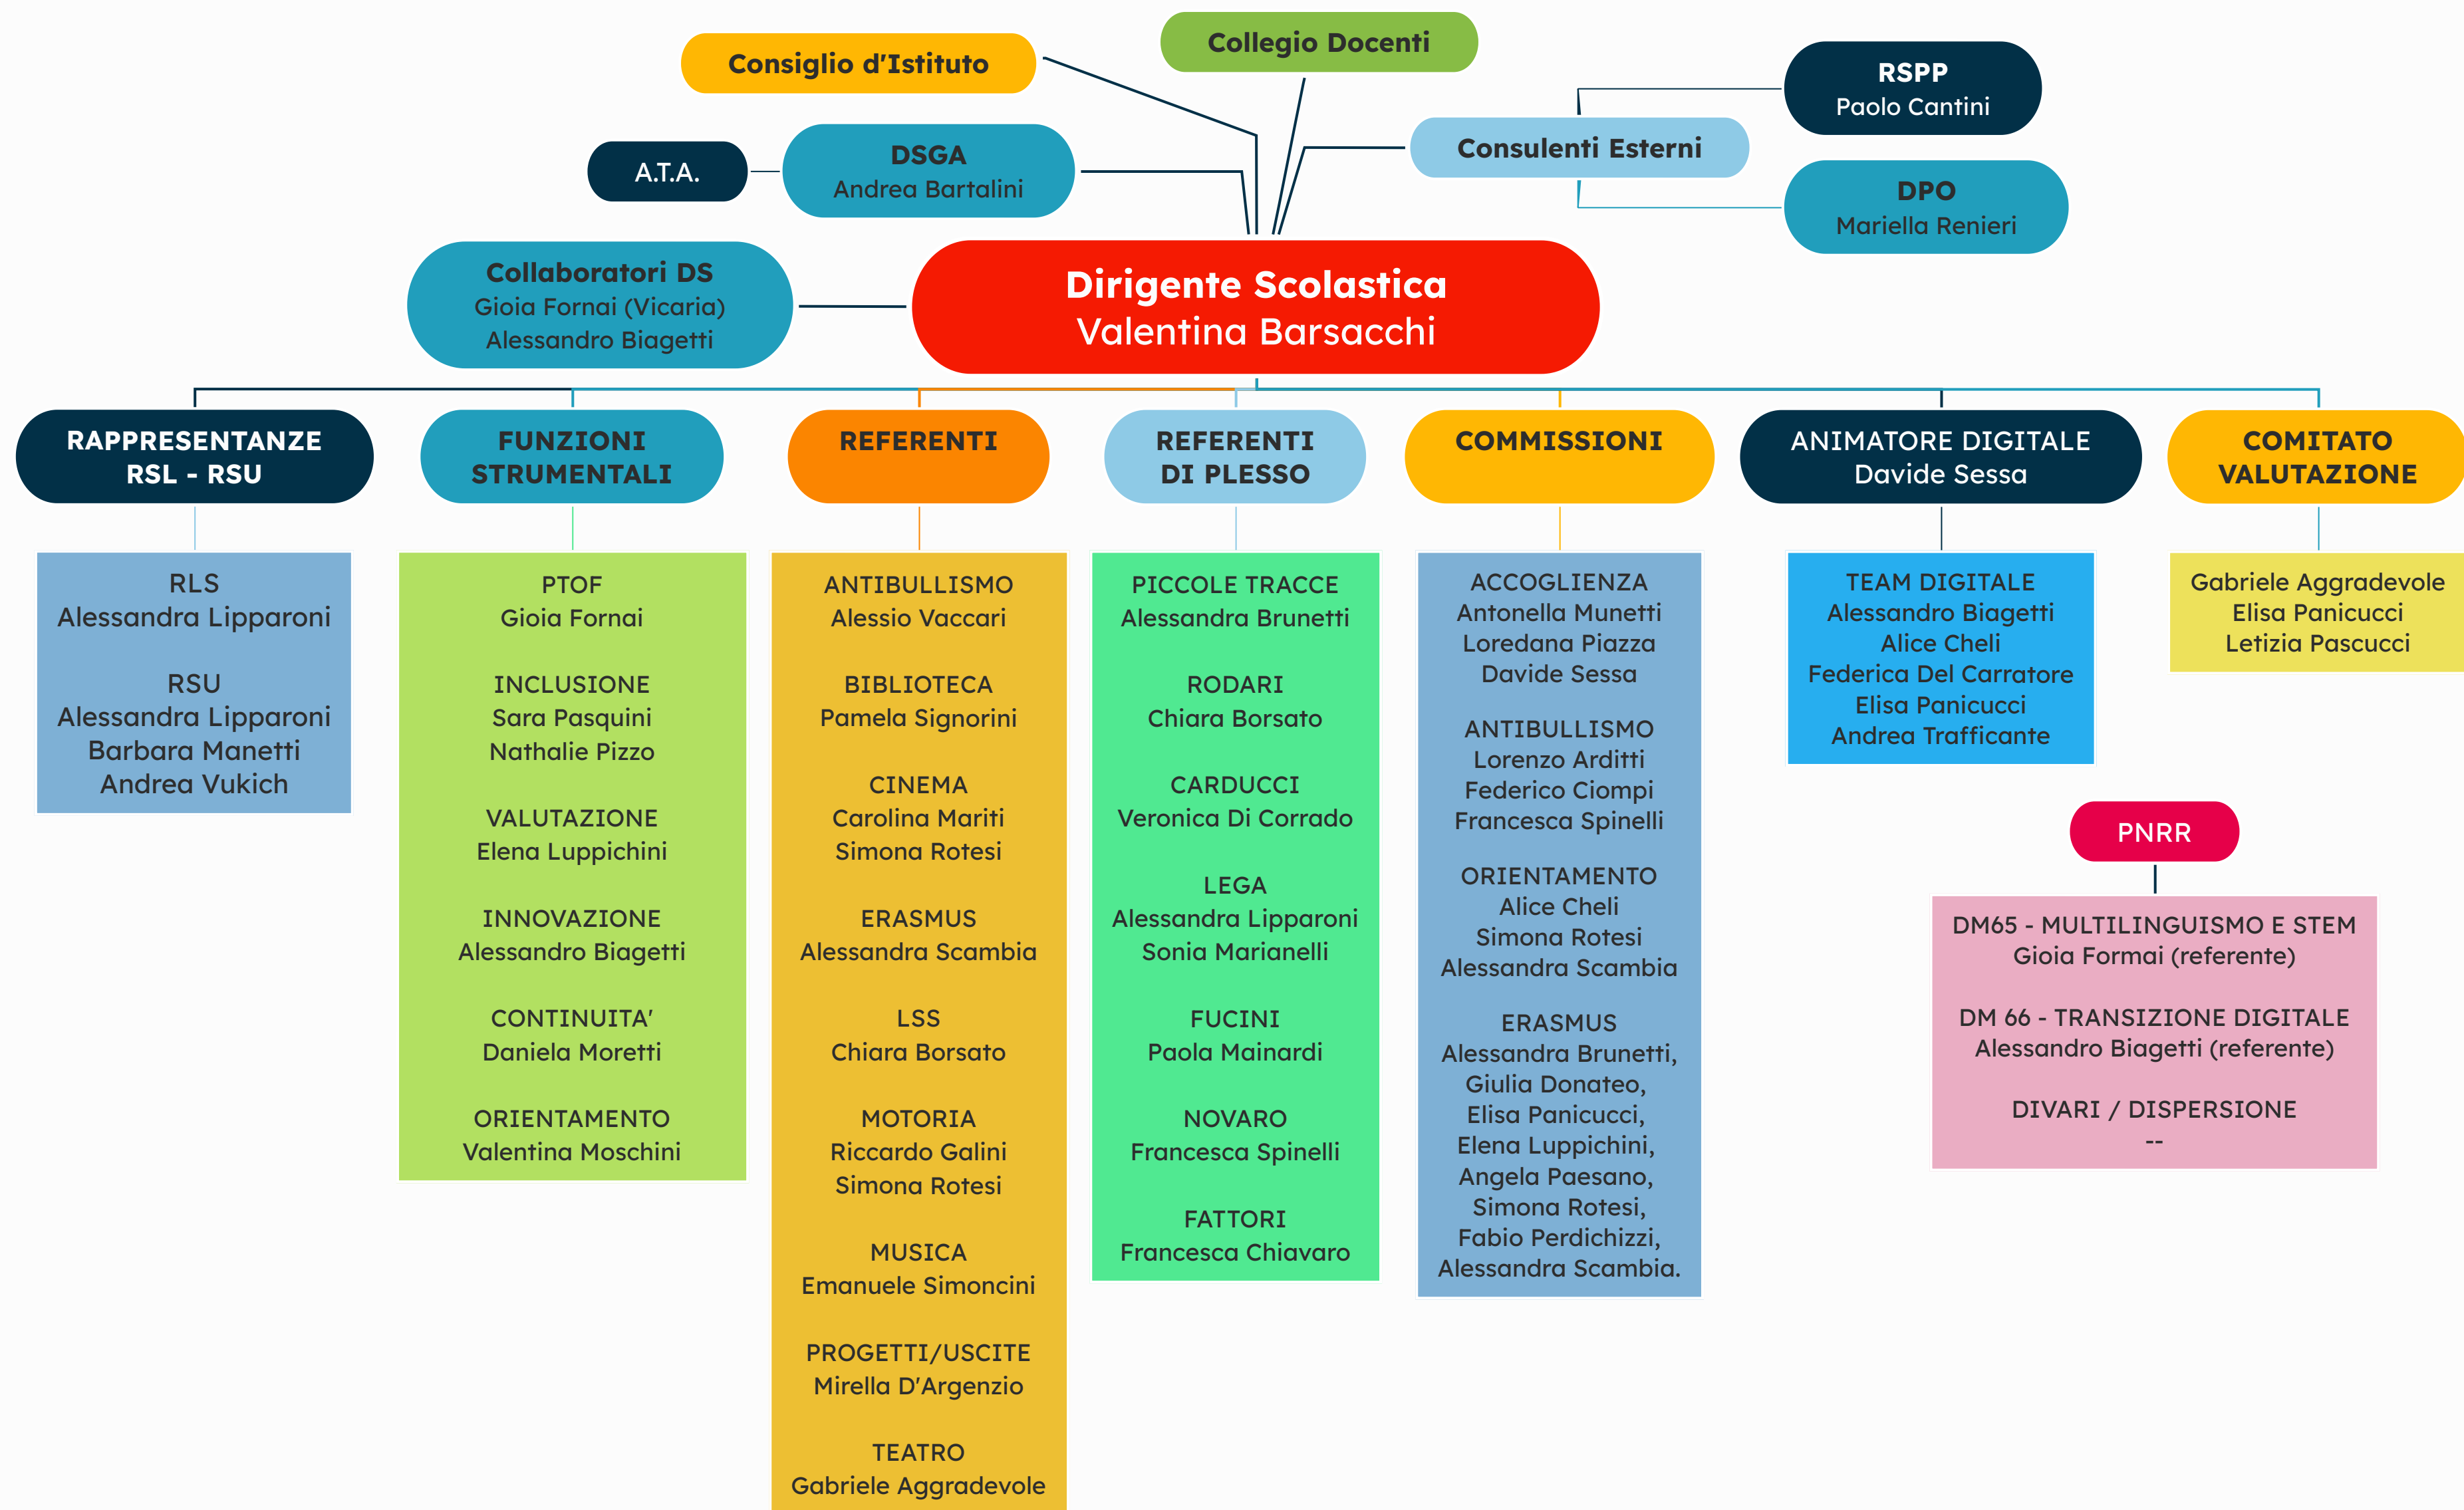 Collegio Docenti
Consiglio d'Istituto
RSPP
Paolo Cantini
Consulenti Esterni
DSGA
Andrea Bartalini
A.T.A.
DPO
Mariella Renieri
Collaboratori DS
Gioia Fornai (Vicaria)
Alessandro Biagetti
Dirigente Scolastica
Valentina Barsacchi
RAPPRESENTANZE
RSL - RSU
RLS
Alessandra Lipparoni
RSU
Alessandra Lipparoni
Barbara Manetti
Andrea Vukich
FUNZIONI
STRUMENTALI
PTOF
Gioia Fornai
INCLUSIONE
Sara Pasquini
Nathalie Pizzo
VALUTAZIONE
Elena Luppichini
INNOVAZIONE
Alessandro Biagetti
CONTINUITA'
Daniela Moretti
ORIENTAMENTO
Valentina Moschini
REFERENTI
ANTIBULLISMO
Alessio Vaccari
BIBLIOTECA
Pamela Signorini
CINEMA
Carolina Mariti
Simona Rotesi
ERASMUS
Alessandra Scambia
LSS
Chiara Borsato
MOTORIA
Riccardo Galini
Simona Rotesi
MUSICA
Emanuele Simoncini
PROGETTI/USCITE
Mirella D'Argenzio
TEATRO
Gabriele Aggradevole
REFERENTI
DI PLESSO
PICCOLE TRACCE
Alessandra Brunetti
RODARI
Chiara Borsato
CARDUCCI
Veronica Di Corrado
LEGA
Alessandra Lipparoni
Sonia Marianelli
FUCINI
Paola Mainardi
NOVARO
Francesca Spinelli
FATTORI
Francesca Chiavaro
COMMISSIONI
ACCOGLIENZA
Antonella Munetti
Loredana Piazza
Davide Sessa
ANTIBULLISMO
Lorenzo Arditti
Federico Ciompi
Francesca Spinelli
ORIENTAMENTO
Alice Cheli
Simona Rotesi
Alessandra Scambia
ERASMUS
Alessandra Brunetti,
Giulia Donateo,
Elisa Panicucci,
Elena Luppichini,
Angela Paesano,
Simona Rotesi,
Fabio Perdichizzi,
Alessandra Scambia.
ANIMATORE DIGITALE
Davide Sessa
TEAM DIGITALE
Alessandro Biagetti
Alice Cheli
Federica Del Carratore
Elisa Panicucci
Andrea Trafficante
COMITATO
VALUTAZIONE
Gabriele Aggradevole
Elisa Panicucci
Letizia Pascucci
PNRR
DM65 - MULTILINGUISMO E STEM
Gioia Formai (referente)
DM 66 - TRANSIZIONE DIGITALE
Alessandro Biagetti (referente)
DIVARI / DISPERSIONE
--